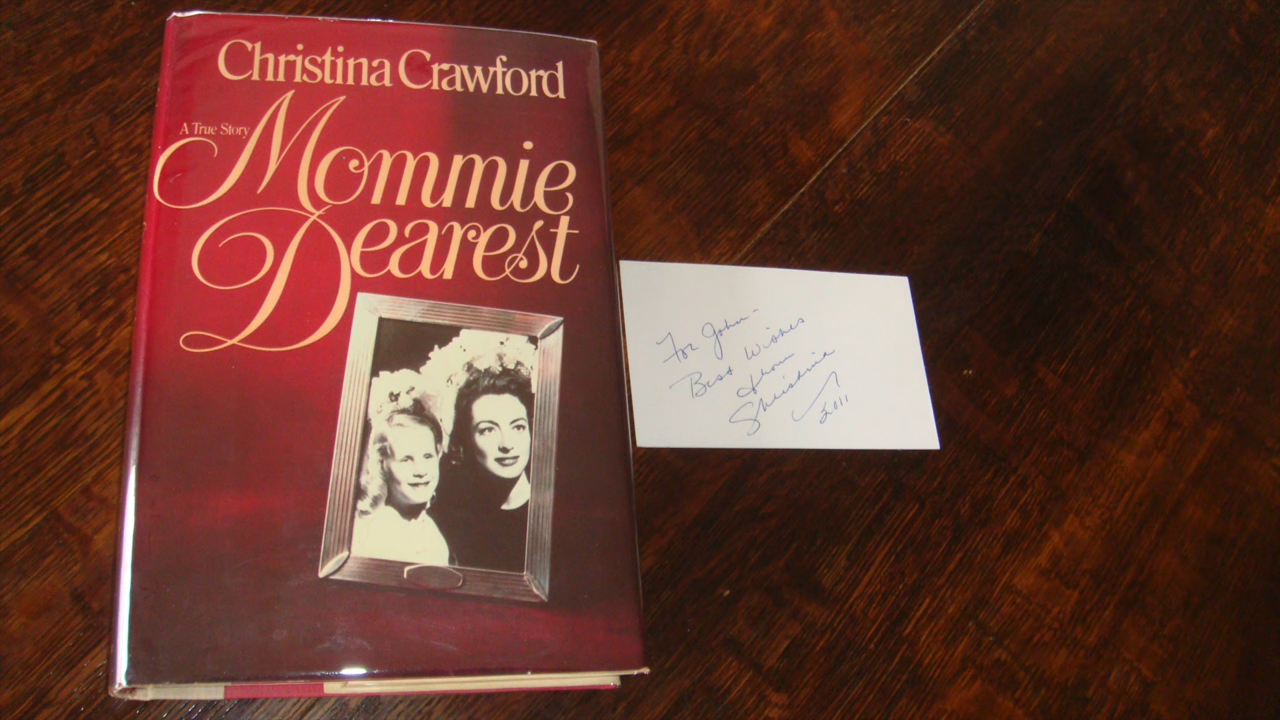 Christina Crawford
A True Story
Mommie
Dearest
For John-
Best Wishes
from
Christina
2011